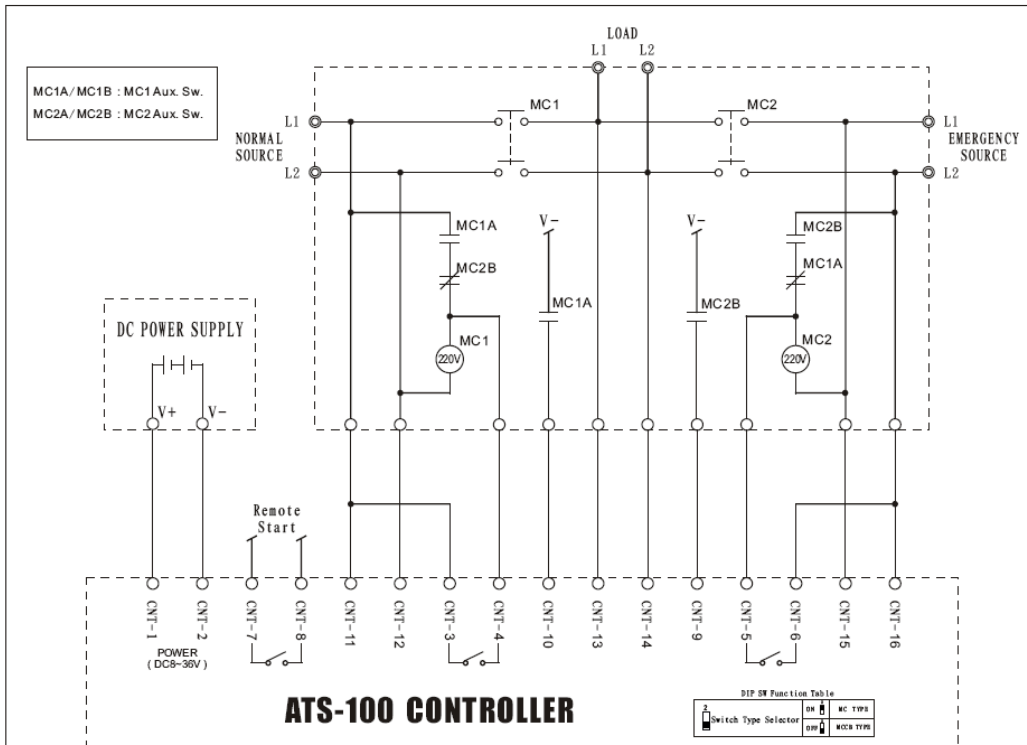 LOAD
L1 L2
MC1A/MC1B : MC1 Aux. Sw.
MC2A/MC2B : MC2 Aux. Sw.
MC1
MC2
L1
L1
NORMAL
SOURCE
EMERGENCY
SOURCE
L2
L2
MC1A
V-
V-
MC2B
MC2B
MC1A
MC1A
MC2B
DC POWER SUPPLY
MC1
220V
MC2
220V
V+
V-
Remote
Start
CNT-1
CNT-2
CNT-7
CNT-8
CNT-11
CNT-12
CNT-3
CNT-4
CNT-10
CNT-13
CNT-14
CNT-9
CNT-5
CNT-6
CNT-15
CNT-16
POWER
( DC8~36V )
ATS-100 CONTROLLER
DIP SW Function Table
2
Switch Type Selector
ON
MC TYPE
OFF
MCCB TYPE